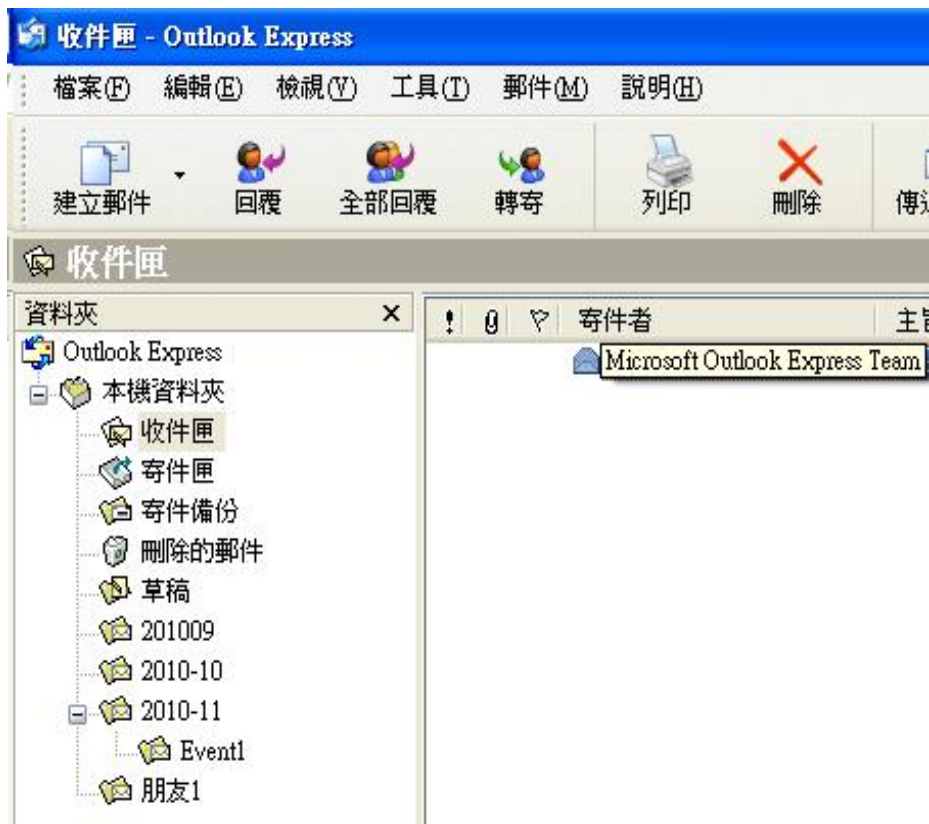 收件匣 - Outlook Express
檔案(F) 編輯(E) 檢視(V) 工具(T) 郵件(M) 說明(H)
建立郵件 回覆 全部回覆 轉寄 列印 刪除 傳
收件匣
資料夾
! 寄件者 主
Outlook Express
Microsoft Outlook Express Team
本機資料夾
收件匣
寄件匣
寄件備份
刪除的郵件
草稿
201009
2010-10
2010-11
Event1
朋友1